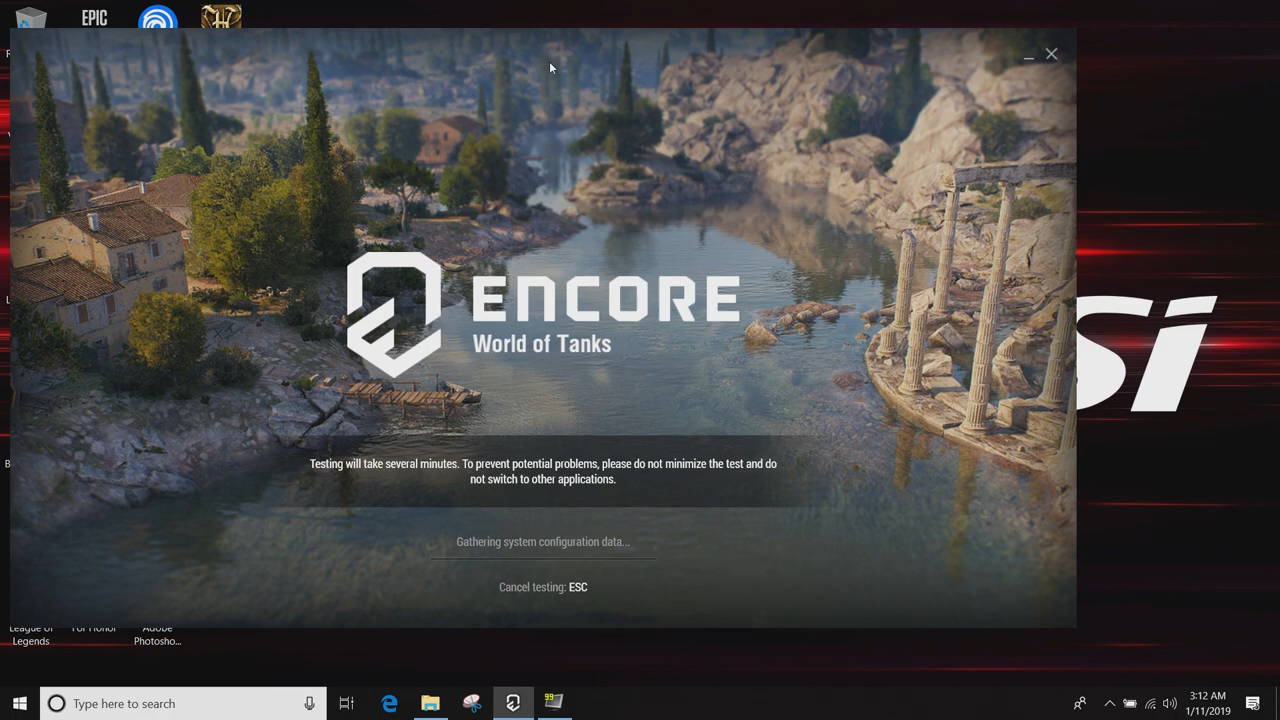 EPIC
ENCORE
World of Tanks
Si
Testing will take several minutes. To prevent potential problems, please do not minimize the test and do
not switch to other applications.
Gathering system configuration data...
Cancel testing: ESC
League of
Legends
For Honor
Adobe
Photosho...
Type here to search
99
3:12 AM
1/11/2019